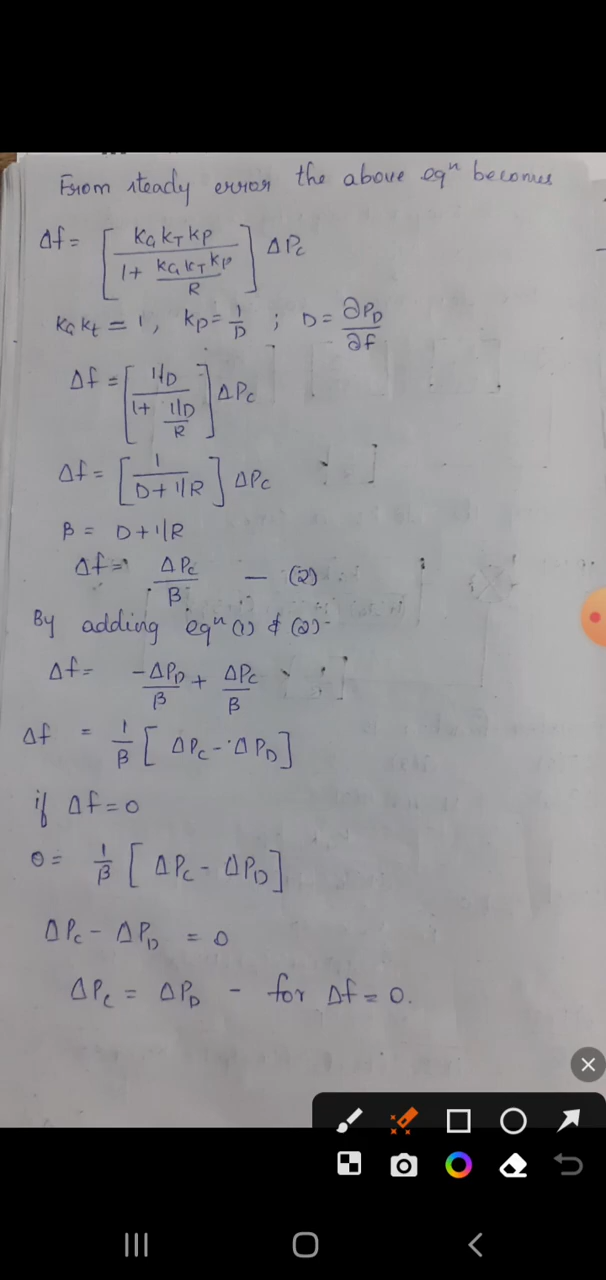 From steady error the above eqⁿ becomes
Δf = [ KG KT KP / (1 + KG KT KP / R) ] ΔPc
KG Kt = 1, KP = 1/D ; D = ∂PD / ∂f
Δf = [ 1/D / (1 + 1/D / R) ] ΔPc
Δf = [ 1 / (D + 1/R) ] ΔPc
β = D + 1/R
Δf = ΔPc / β — (2)
By adding eqⁿ (1) & (2)
Δf = -ΔPD / β + ΔPc / β
Δf = 1/β [ ΔPc - ΔPD ]
if Δf = 0
0 = 1/β [ ΔPc - ΔPD ]
ΔPc - ΔPD = 0
ΔPc = ΔPD - for Δf = 0.